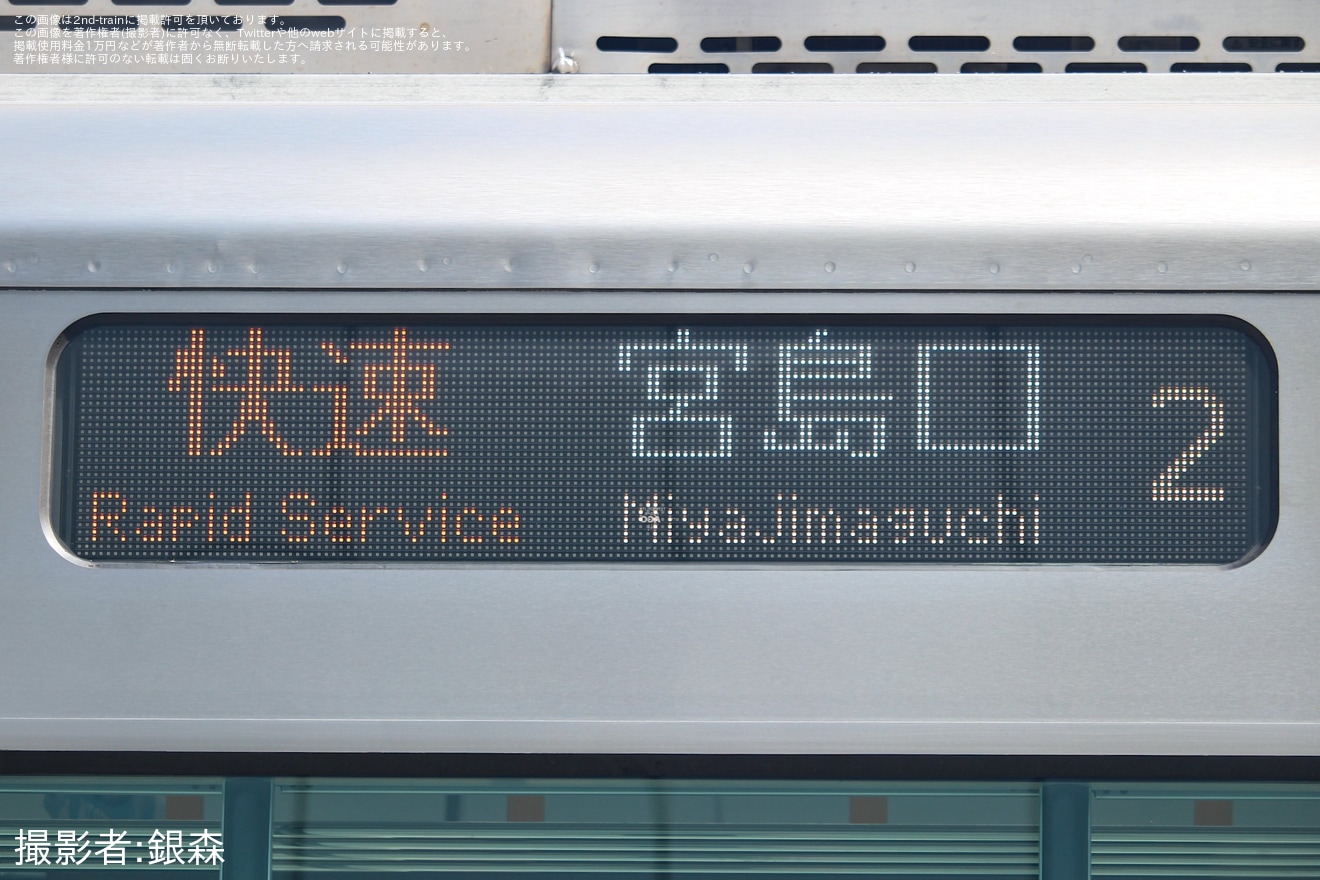 この画像は2nd-trainに掲載許可を頂いております。
この画像を著作権者(撮影者)に許可なく、Twitterや他のwebサイトに掲載すると、
掲載使用料金1万円などが著作者から無断転載した方へ請求される可能性があります。
著作権者様に許可のない転載は固くお断りいたします。
快速 宮島口 2
Rapid Service Miyajimaguchi
撮影者:銀森